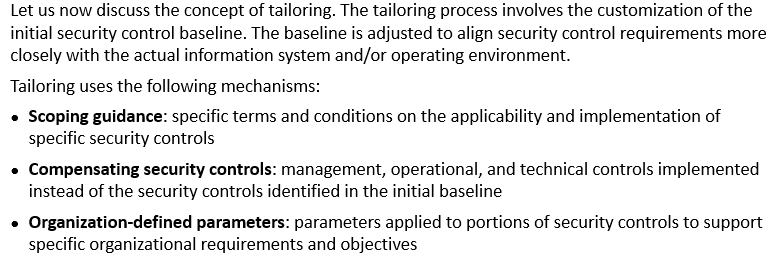 Let us now discuss the concept of tailoring. The tailoring process involves the customization of the
initial security control baseline. The baseline is adjusted to align security control requirements more
closely with the actual information system and/or operating environment.
Tailoring uses the following mechanisms:
• Scoping guidance: specific terms and conditions on the applicability and implementation of
specific security controls
• Compensating security controls: management, operational, and technical controls implemented
instead of the security controls identified in the initial baseline
• Organization-defined parameters: parameters applied to portions of security controls to support
specific organizational requirements and objectives